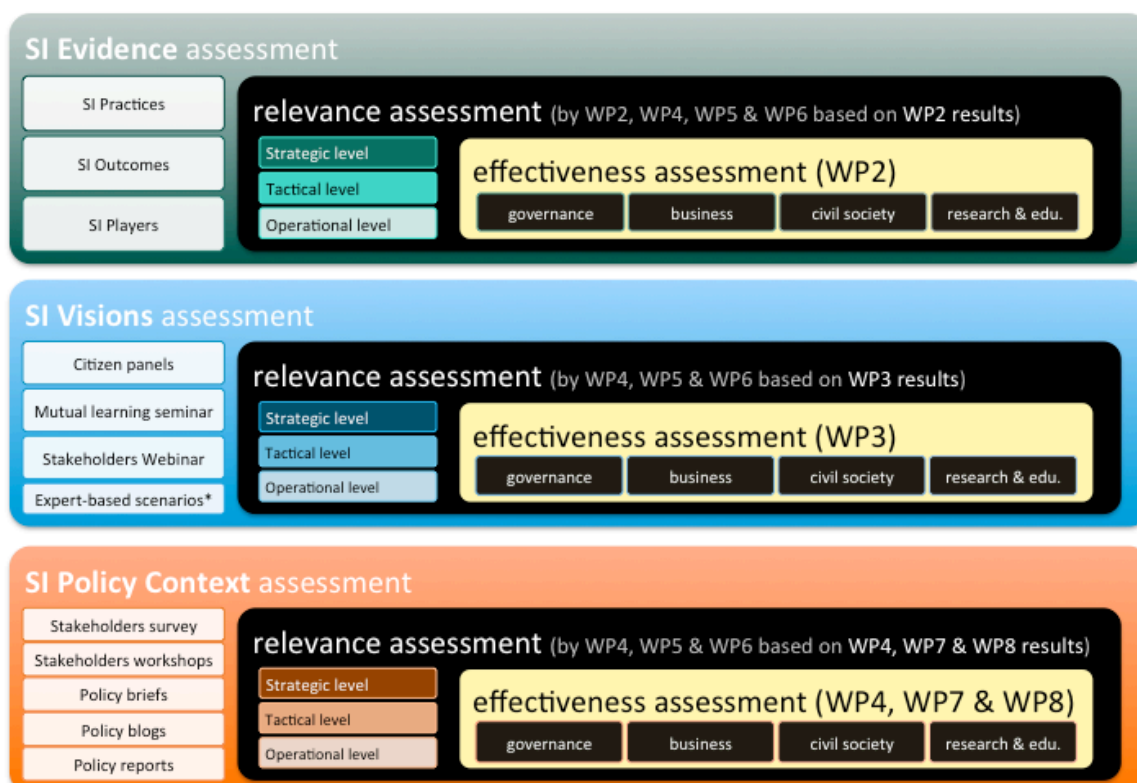 SI Evidence assessment
SI Practices
SI Outcomes
SI Players
relevance assessment (by WP2, WP4, WP5 & WP6 based on WP2 results)
Strategic level
Tactical level
Operational level
effectiveness assessment (WP2)
governance
business
civil society
research & edu.
SI Visions assessment
Citizen panels
Mutual learning seminar
Stakeholders Webinar
Expert-based scenarios*
relevance assessment (by WP4, WP5 & WP6 based on WP3 results)
Strategic level
Tactical level
Operational level
effectiveness assessment (WP3)
governance
business
civil society
research & edu.
SI Policy Context assessment
Stakeholders survey
Stakeholders workshops
Policy briefs
Policy blogs
Policy reports
relevance assessment (by WP4, WP5 & WP6 based on WP4, WP7 & WP8 results)
Strategic level
Tactical level
Operational level
effectiveness assessment (WP4, WP7 & WP8)
governance
business
civil society
research & edu.